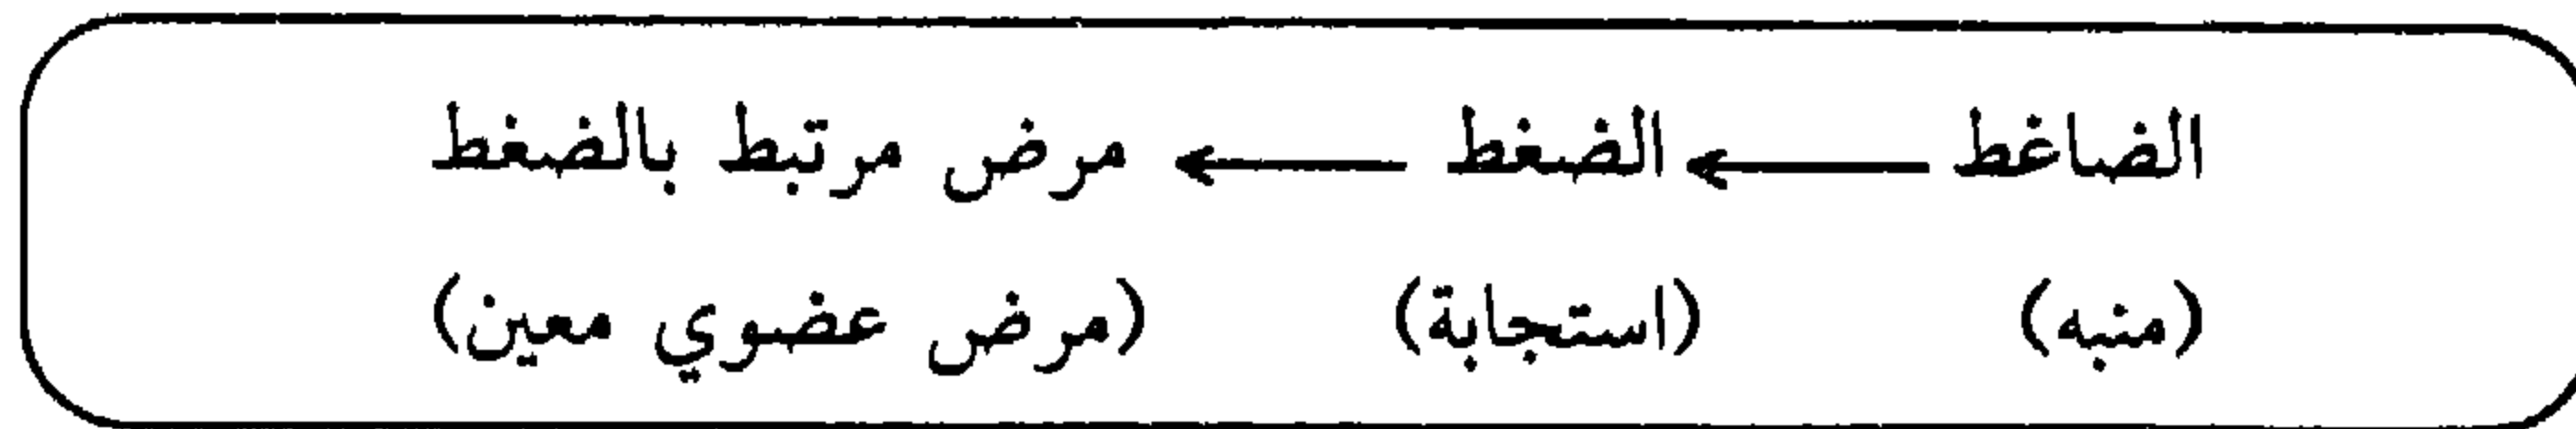 الضاغط ← الضغط ← مرض مرتبط بالضغط
(منبه) (استجابة) (مرض عضوي معين)